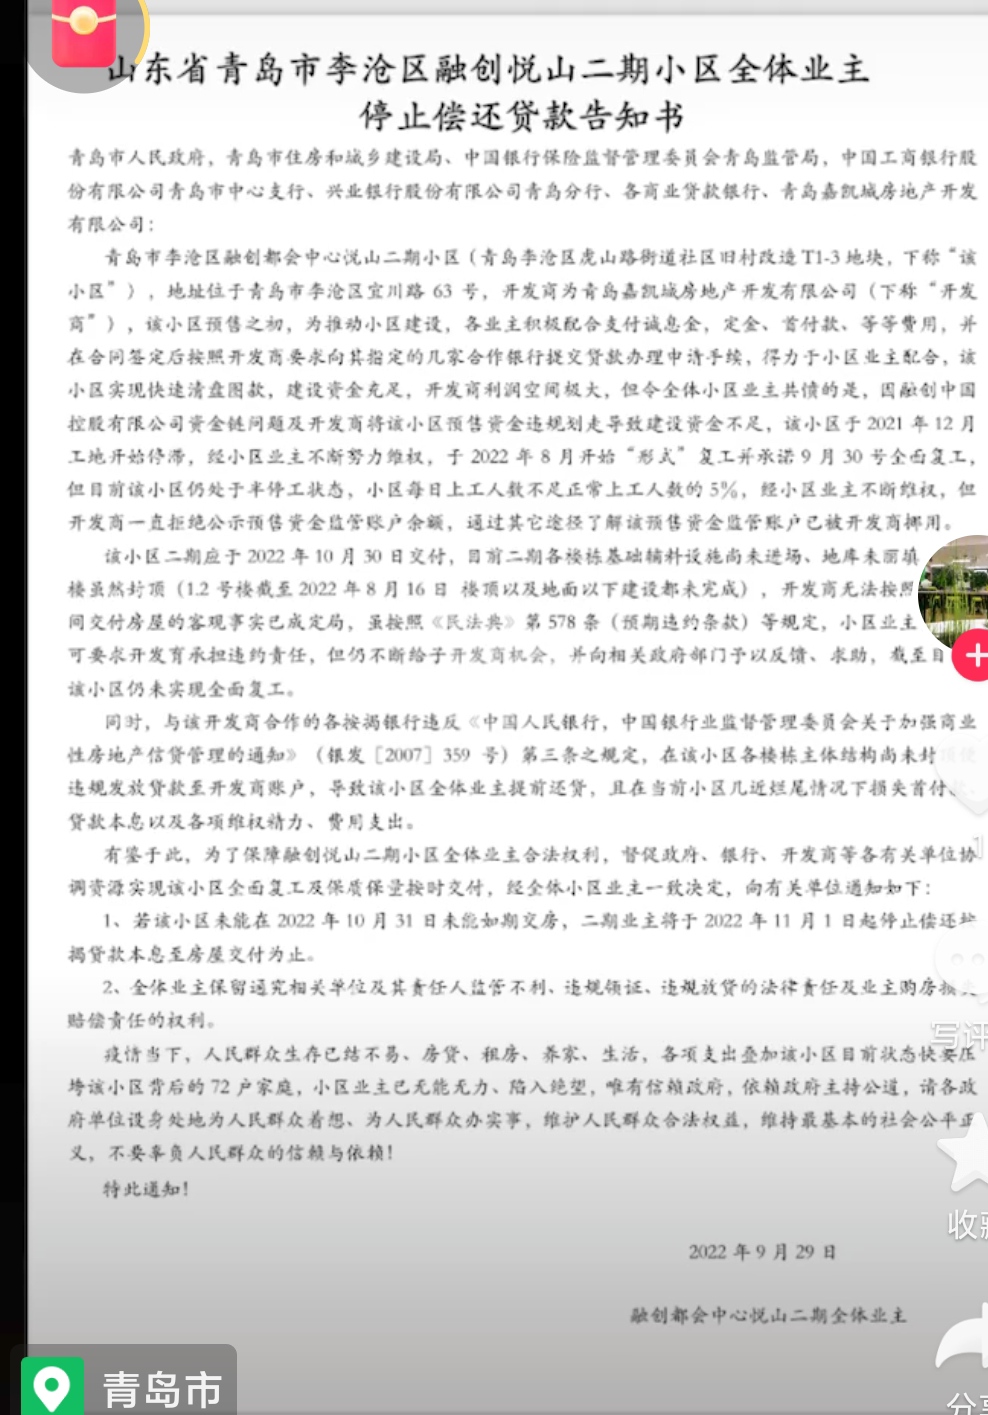 山东省青岛市李沧区融创悦山二期小区全体业主
停止偿还贷款告知书
青岛市人民政府，青岛市住房和城乡建设局、中国银行保险监督管理委员会青岛监管局，中国工商银行股
份有限公司青岛市中心支行、兴业银行股份有限公司青岛分行、各商业贷款银行、青岛嘉凯城房地产开发
有限公司：
青岛市李沧区融创都会中心悦山二期小区（青岛李沧区虎山路街道社区旧村改造T1-3地块，下称“该
小区”），地址位于青岛市李沧区宜川路 63 号，开发商为青岛嘉凯城房地产开发有限公司（下称“开发
商”），该小区预售之初，为推动小区建设，各业主积极配合支付诚息金，定金、首付款、等等费用，并
在合同签定后按照开发商要求向其指定的几家合作银行提交贷款办理申请手续，得力于小区业主配合，该
小区实现快速清盘图款，建设资金充足，开发商利润空间极大，但令全体小区业主共愤的是，因融创中国
控股有限公司资金链问题及开发商将该小区预售资金违规划走导致建设资金不足，该小区于 2021 年 12 月
工地开始停滞，经小区业主不断努力维权，于 2022 年 8 月开始“形式”复工并承诺 9 月 30 号全面复工，
但目前该小区仍处于半停工状态，小区每日上工人数不足正常上工人数的 5%，经小区业主不断维权，但
开发商一直拒绝公示预售资金监管账户余额，通过其它途径了解该预售资金监管账户已被开发商挪用。
该小区二期应于 2022 年 10 月 30 日交付，目前二期各楼栋基础辅料设施尚未进场、地库未丽填
楼虽然封顶（1.2 号楼截至 2022 年 8 月 16 日 楼顶以及地面以下建设都未完成），开发商无法按照
间交付房屋的客观事实已成定局，虽按照《民法典》第 578 条（预期违约条款）等规定，小区业主
可要求开发育承担违约责任，但仍不断给子开发商机会，并向相关政府部门予以反馈、求助，截至目
该小区仍未实现全面复工。
同时，与该开发商合作的各按揭银行违反《中国人民银行，中国银行业监督管理委员会关于加强商业
性房地产信贷管理的通知》（银发［2007］359 号）第三条之规定，在该小区各楼栋主体结构尚未封顶便
违规发放贷款至开发商账户，导致该小区全体业主提前还贷，且在当前小区几近烂尾情况下损失首付款、
贷款本息以及各项维权精力、费用支出。
有鉴于此，为了保障融创悦山二期小区全体业主合法权利，督促政府、银行、开发商等各有关单位协
调资源实现该小区全面复工及保质保量按时交付，经全体小区业主一致决定，向有关单位通知如下：
1、若该小区未能在 2022 年 10 月 31 日未能如期交房，二期业主将于 2022 年 11 月 1 日起停止偿还按
揭贷款本息至房屋交付为止。
2、全体业主保留通究相关单位及其责任人监管不利、违规领证、违规放贷的法律责任及业主购房损失
赔偿责任的权利。
疫情当下，人民群众生存已结不易、房贷、租房、养家、生活，各项支出叠加该小区目前状态快要压
垮该小区背后的 72 户家庭，小区业主已无能无力、陷入绝望，唯有信赖政府，依赖政府主持公道，请各政
府单位设身处地为人民群众着想、为人民群众办实事，维护人民群众合法权益，维持最基本的社会公平正
义，不要辜负人民群众的信赖与依赖！
特此通知！
2022 年 9 月 29 日
融创都会中心悦山二期全体业主
1
写评
收藏
分享
青岛市